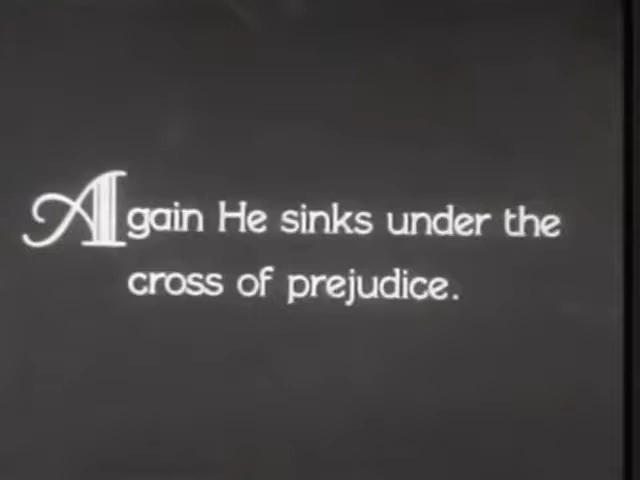 Again He sinks under the
cross of prejudice.